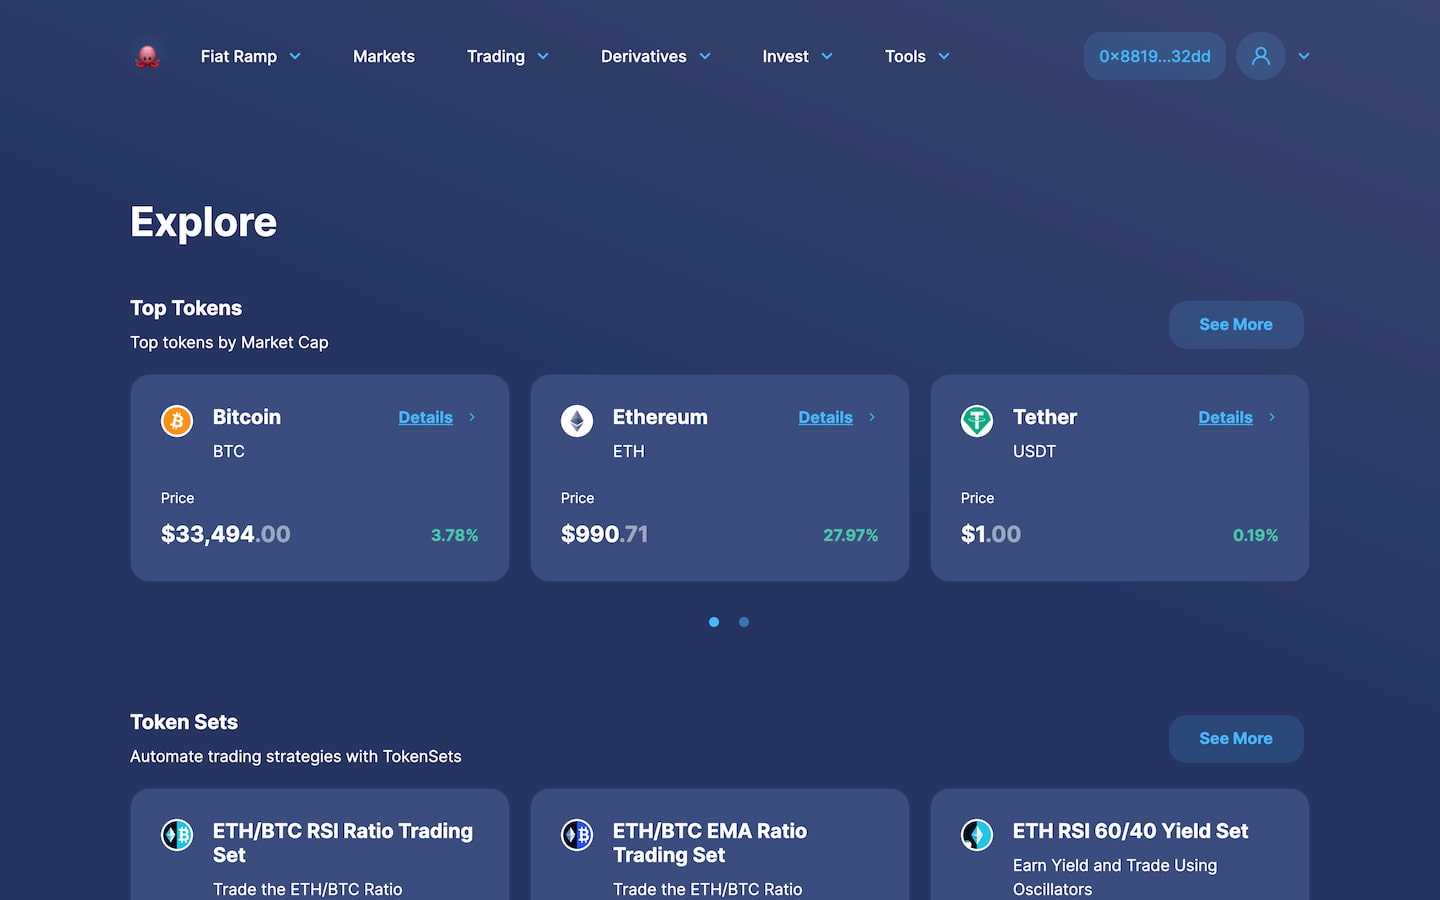 Fiat Ramp Markets Trading Derivatives Invest Tools 0×8819...32dd
Explore
Top Tokens
Top tokens by Market Cap
See More
Bitcoin Details
BTC
Price
$33,494.00 3.78%
Ethereum Details
ETH
Price
$990.71 27.97%
Tether Details
USDT
Price
$1.00 0.19%
Token Sets
Automate trading strategies with TokenSets
See More
ETH/BTC RSI Ratio Trading
Set
Trade the ETH/BTC Ratio
ETH/BTC EMA Ratio
Trading Set
Trade the ETH/BTC Ratio
ETH RSI 60/40 Yield Set
Earn Yield and Trade Using
Oscillators